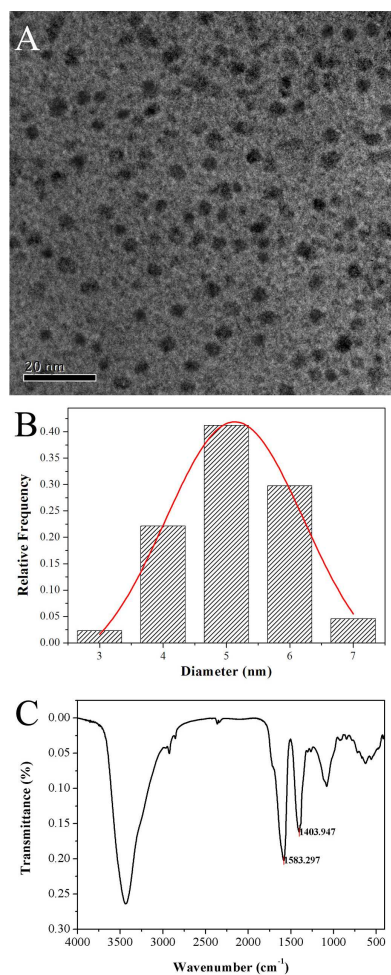 A
20 nm
B
0.40
0.35
0.30
0.25
0.20
0.15
0.10
0.05
0.00
Relative Frequency
3 4 5 6 7
Diameter (nm)
C
0.00
0.05
0.10
0.15
0.20
0.25
0.30
Transmittance (%)
1403.947
1583.297
4000 3500 3000 2500 2000 1500 1000 500
Wavenumber (cm⁻¹)